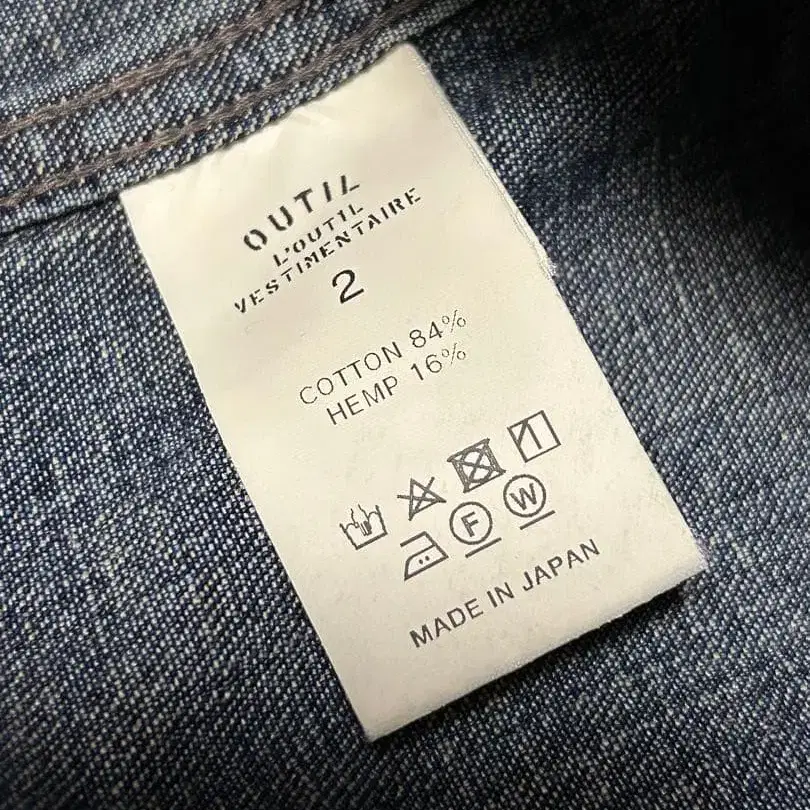 OUTIL
L'OUTIL
VESTIMENTAIRE
2
COTTON 84%
HEMP 16%
F W
MADE IN JAPAN